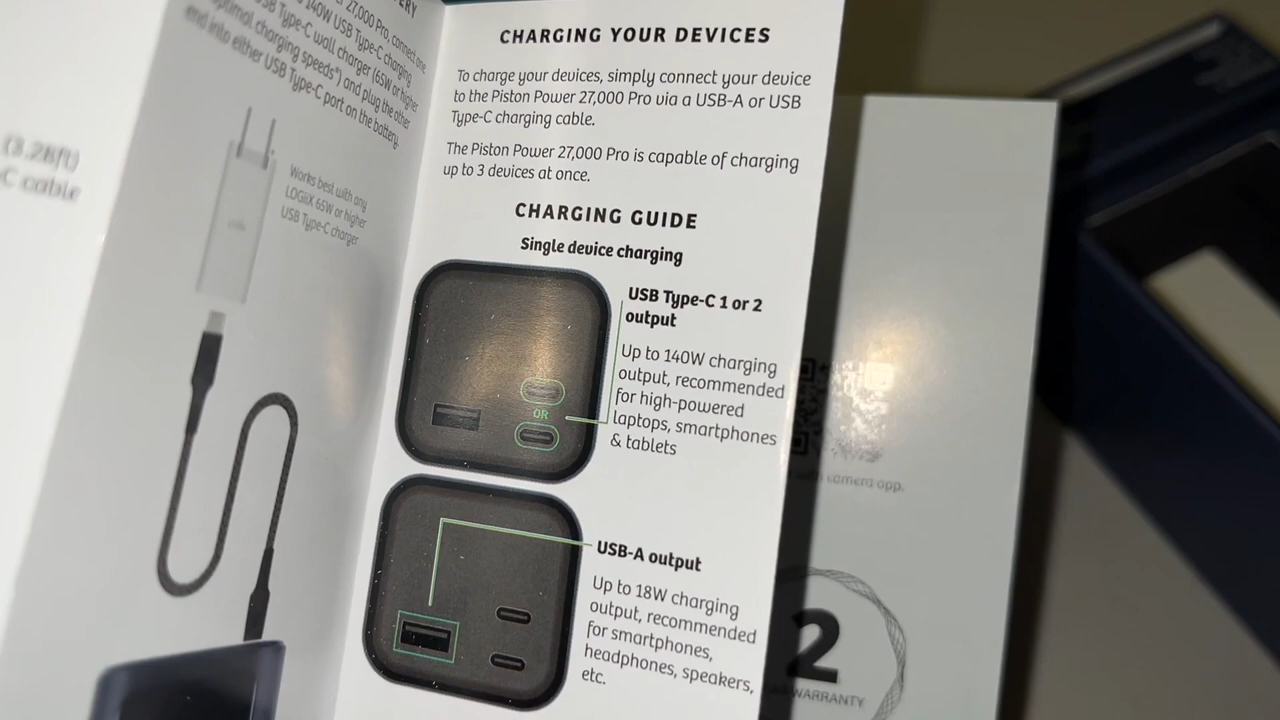 (3.28ft)
C cable
ERY
27,000 Pro, connect one
140W USB Type-C charging
USB Type-C wall charger (65W or higher
optimal charging speeds*) and plug the other
end into either USB Type-C port on the battery.
Works best with any
LOGiiX 65W or higher
USB Type-C charger
CHARGING YOUR DEVICES
To charge your devices, simply connect your device
to the Piston Power 27,000 Pro via a USB-A or USB
Type-C charging cable.
The Piston Power 27,000 Pro is capable of charging
up to 3 devices at once.
CHARGING GUIDE
Single device charging
OR
USB Type-C 1 or 2
output
Up to 140W charging
output, recommended
for high-powered
laptops, smartphones
& tablets
USB-A output
Up to 18W charging
output, recommended
for smartphones,
headphones, speakers,
etc.
camera app.
2
WARRANTY